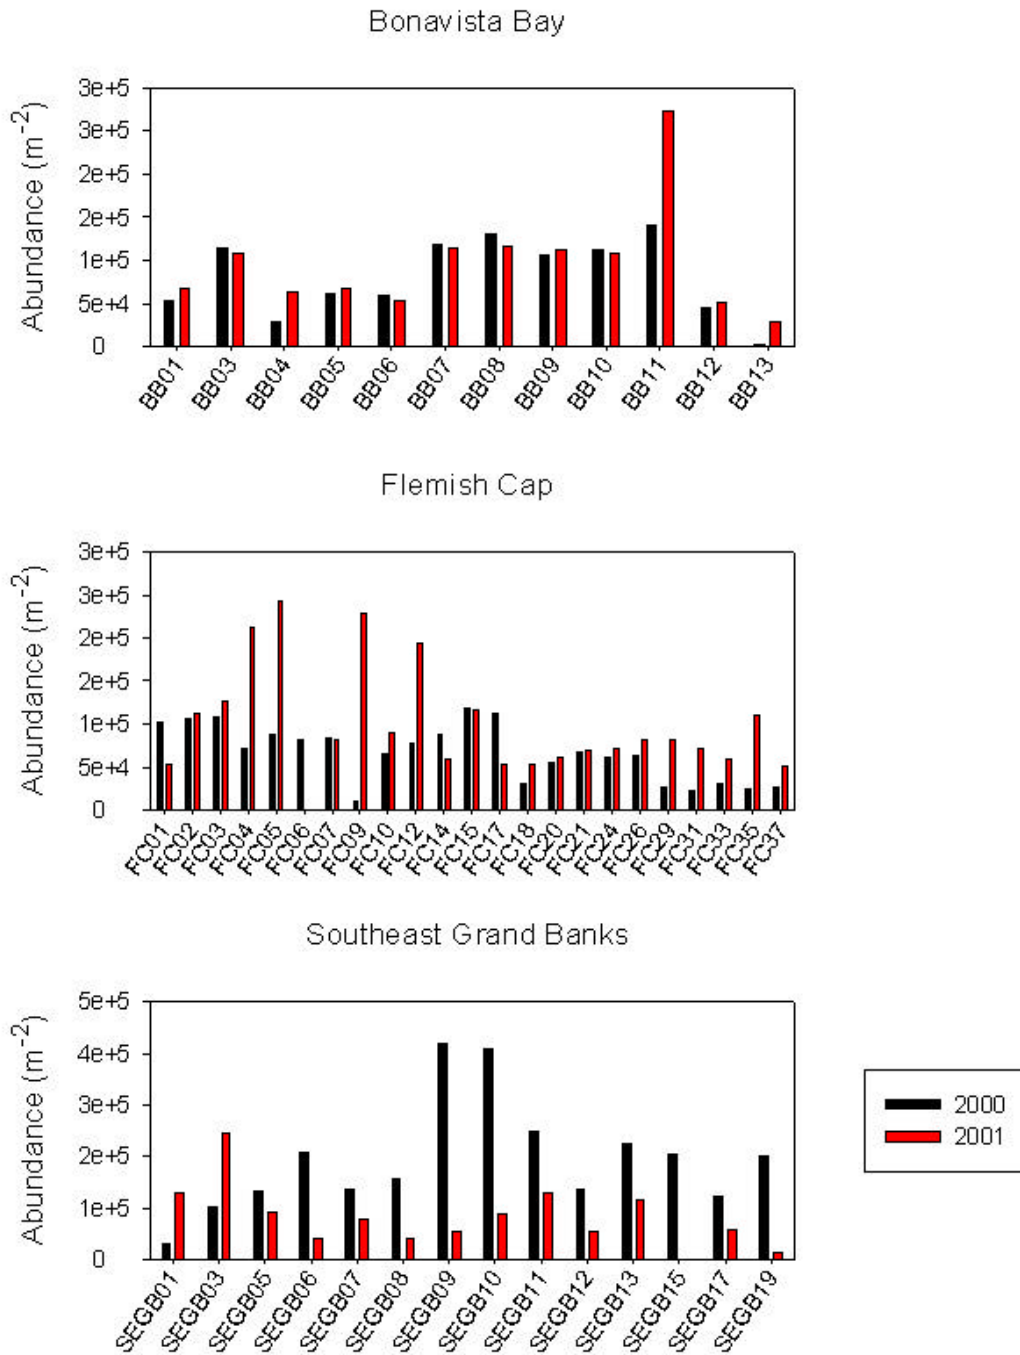 Bonavista Bay
Abundance (m⁻²)
3e+5
3e+5
2e+5
2e+5
1e+5
5e+4
0
BB01 BB03 BB04 BB05 BB06 BB07 BB08 BB09 BB10 BB11 BB12 BB13
Flemish Cap
Abundance (m⁻²)
3e+5
3e+5
2e+5
2e+5
1e+5
5e+4
0
FC01 FC02 FC03 FC04 FC05 FC06 FC07 FC09 FC10 FC12 FC14 FC15 FC17 FC18 FC20 FC21 FC24 FC26 FC29 FC31 FC33 FC35 FC37
Southeast Grand Banks
Abundance (m⁻²)
5e+5
4e+5
3e+5
2e+5
1e+5
0
SEGB01 SEGB03 SEGB05 SEGB06 SEGB07 SEGB08 SEGB09 SEGB10 SEGB11 SEGB12 SEGB13 SEGB15 SEGB17 SEGB19
2000
2001